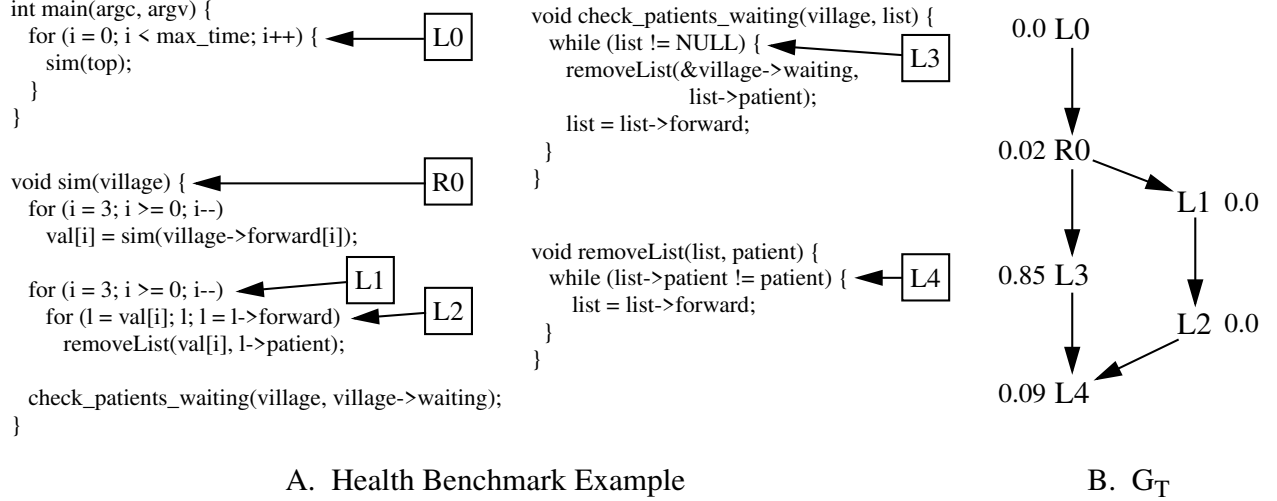 int main(argc, argv) {
for (i = 0; i < max_time; i++) {
sim(top);
}
}
L0
void sim(village) {
R0
for (i = 3; i >= 0; i--)
val[i] = sim(village->forward[i]);
for (i = 3; i >= 0; i--)
L1
for (l = val[i]; l; l = l->forward)
L2
removeList(val[i], l->patient);
check_patients_waiting(village, village->waiting);
}
void check_patients_waiting(village, list) {
while (list != NULL) {
L3
removeList(&village->waiting,
list->patient);
list = list->forward;
}
}
void removeList(list, patient) {
while (list->patient != patient) {
L4
list = list->forward;
}
}
A. Health Benchmark Example
0.0 L0
0.02 R0
L1 0.0
0.85 L3
L2 0.0
0.09 L4
B. G_T